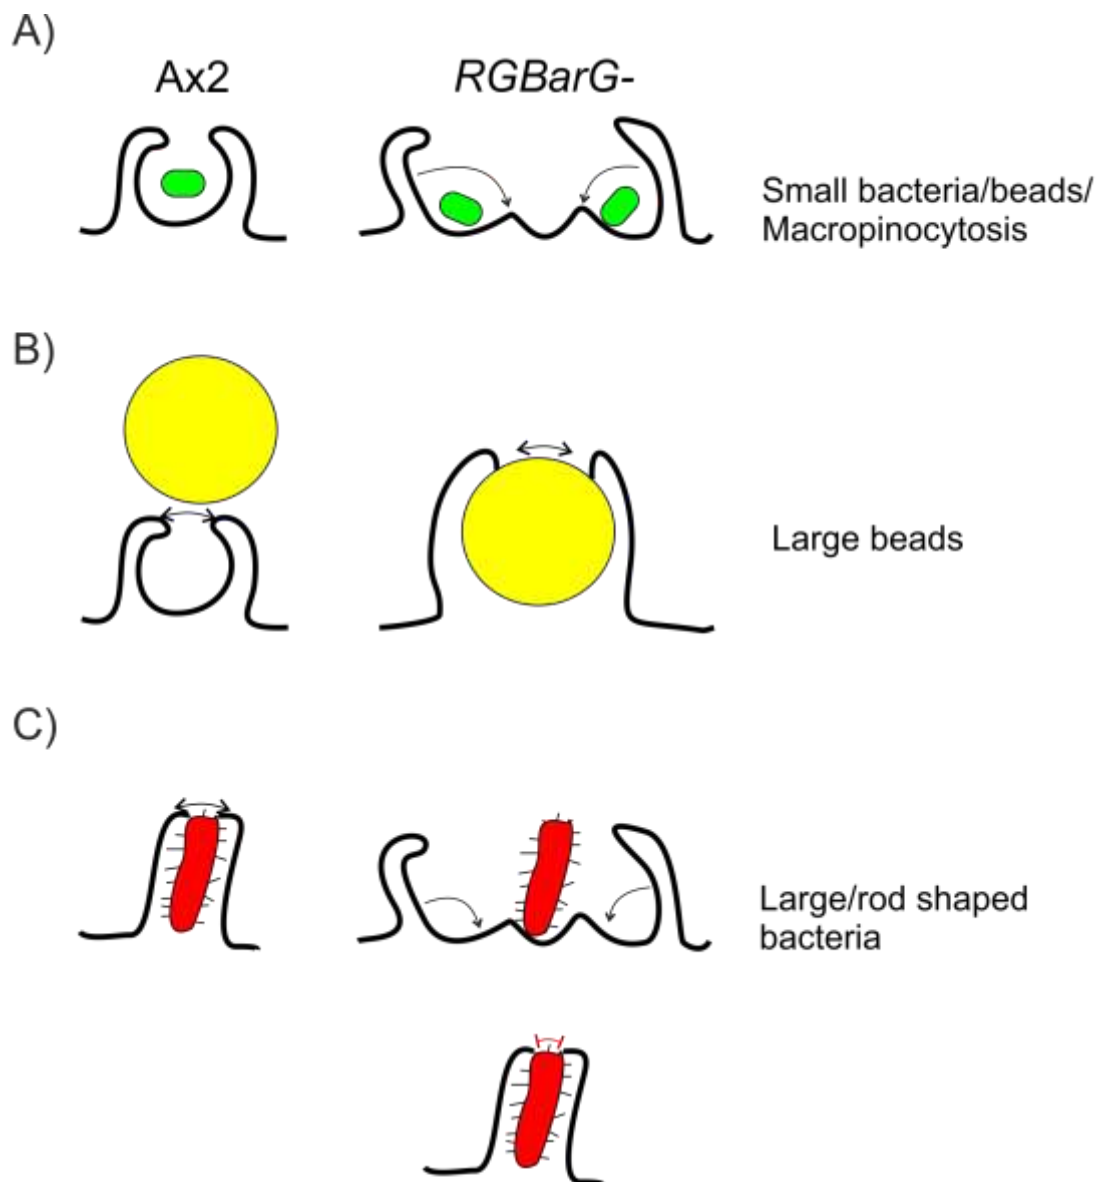 A)
Ax2
RGBarG-
Small bacteria/beads/
Macropinocytosis
B)
Large beads
C)
Large/rod shaped
bacteria